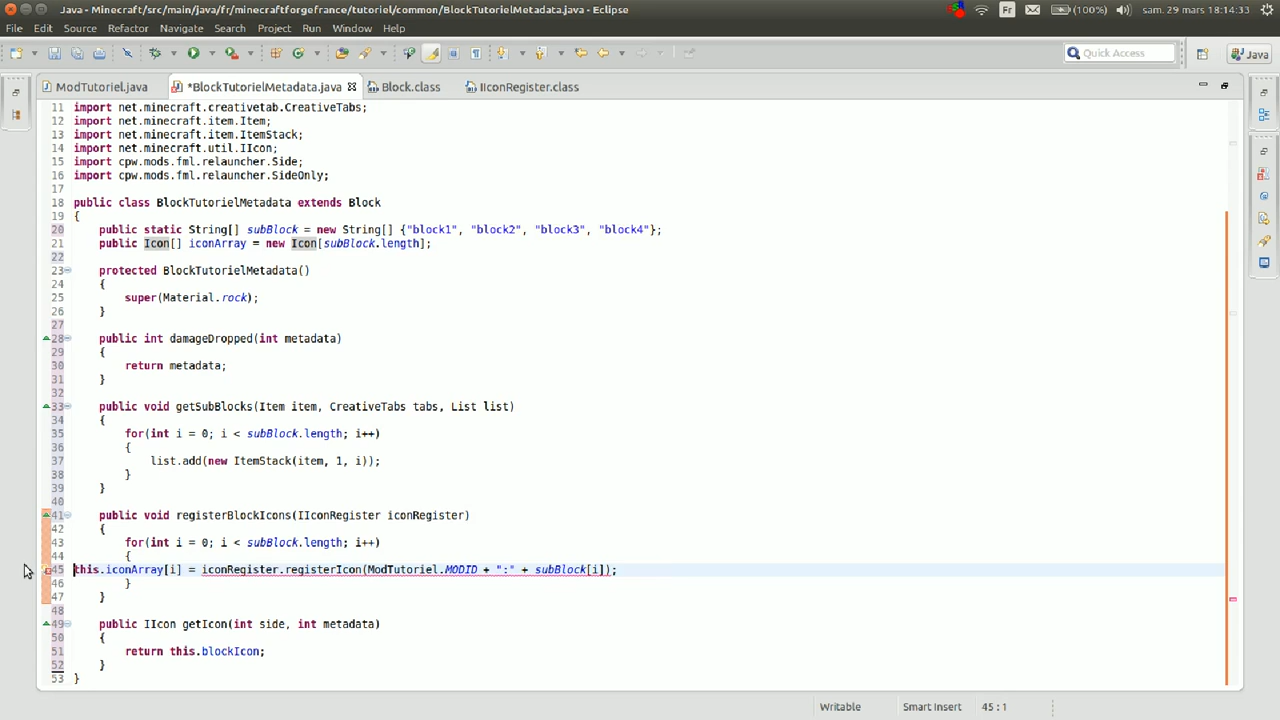 Java - Minecraft/src/main/java/fr/minecraftforgefrance/tutoriel/common/BlockTutorielMetadata.java - Eclipse
Fr
(100%)
sam. 29 mars 18:14:33
File Edit Source Refactor Navigate Search Project Run Window Help
Quick Access
Java
ModTutoriel.java
*BlockTutorielMetadata.java
Block.class
IIconRegister.class
11 import net.minecraft.creativetab.CreativeTabs;
12 import net.minecraft.item.Item;
13 import net.minecraft.item.ItemStack;
14 import net.minecraft.util.IIcon;
15 import cpw.mods.fml.relauncher.Side;
16 import cpw.mods.fml.relauncher.SideOnly;
17
18 public class BlockTutorielMetadata extends Block
19 {
20 public static String[] subBlock = new String[] {"block1", "block2", "block3", "block4"};
21 public Icon[] iconArray = new Icon[subBlock.length];
22
23 protected BlockTutorielMetadata()
24 {
25 super(Material.rock);
26 }
27
28 public int damageDropped(int metadata)
29 {
30 return metadata;
31 }
32
33 public void getSubBlocks(Item item, CreativeTabs tabs, List list)
34 {
35 for(int i = 0; i < subBlock.length; i++)
36 {
37 list.add(new ItemStack(item, 1, i));
38 }
39 }
40
41 public void registerBlockIcons(IIconRegister iconRegister)
42 {
43 for(int i = 0; i < subBlock.length; i++)
44 {
45 this.iconArray[i] = iconRegister.registerIcon(ModTutoriel.MODID + ":" + subBlock[i]);
46 }
47 }
48
49 public IIcon getIcon(int side, int metadata)
50 {
51 return this.blockIcon;
52 }
53 }
Writable
Smart Insert
45 : 1